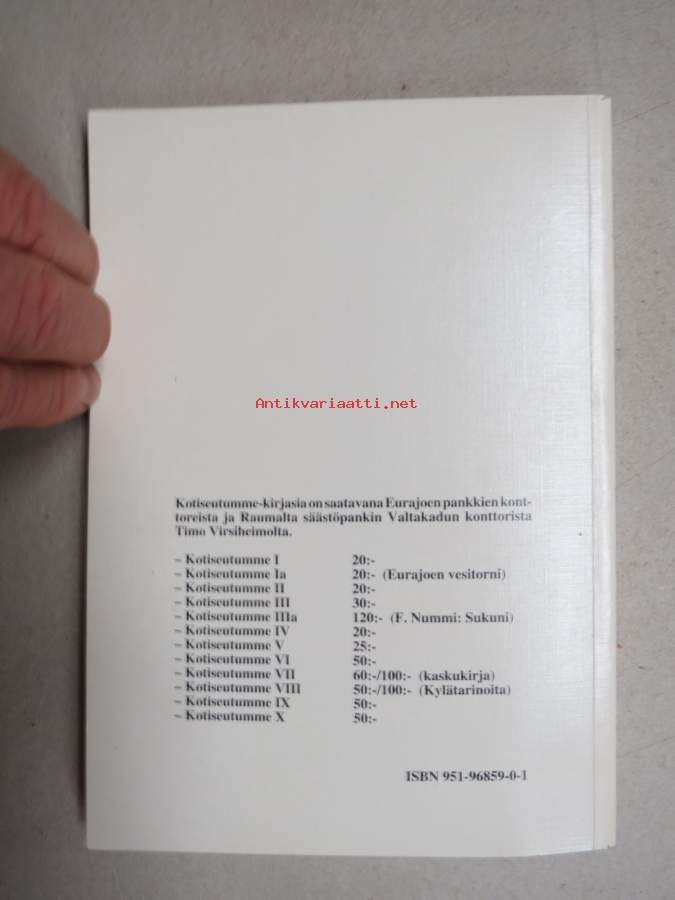 Antikvariaatti.net
Kotiseutumme-kirjasia on saatavana Eurajoen pankkien kont-
toreista ja Raumalta säästöpankin Valtakadun konttorista
Timo Virsiheimolta.
– Kotiseutumme I 20:-
– Kotiseutumme Ia 20:- (Eurajoen vesitorni)
– Kotiseutumme II 20:-
– Kotiseutumme III 30:-
– Kotiseutumme IIIa 120:- (F. Nummi: Sukuni)
– Kotiseutumme IV 20:-
– Kotiseutumme V 25:-
– Kotiseutumme VI 50:-
– Kotiseutumme VII 60:-/100:- (kaskukirja)
– Kotiseutumme VIII 50:-/100:- (Kylätarinoita)
– Kotiseutumme IX 50:-
– Kotiseutumme X 50:-
ISBN 951-96859-0-1